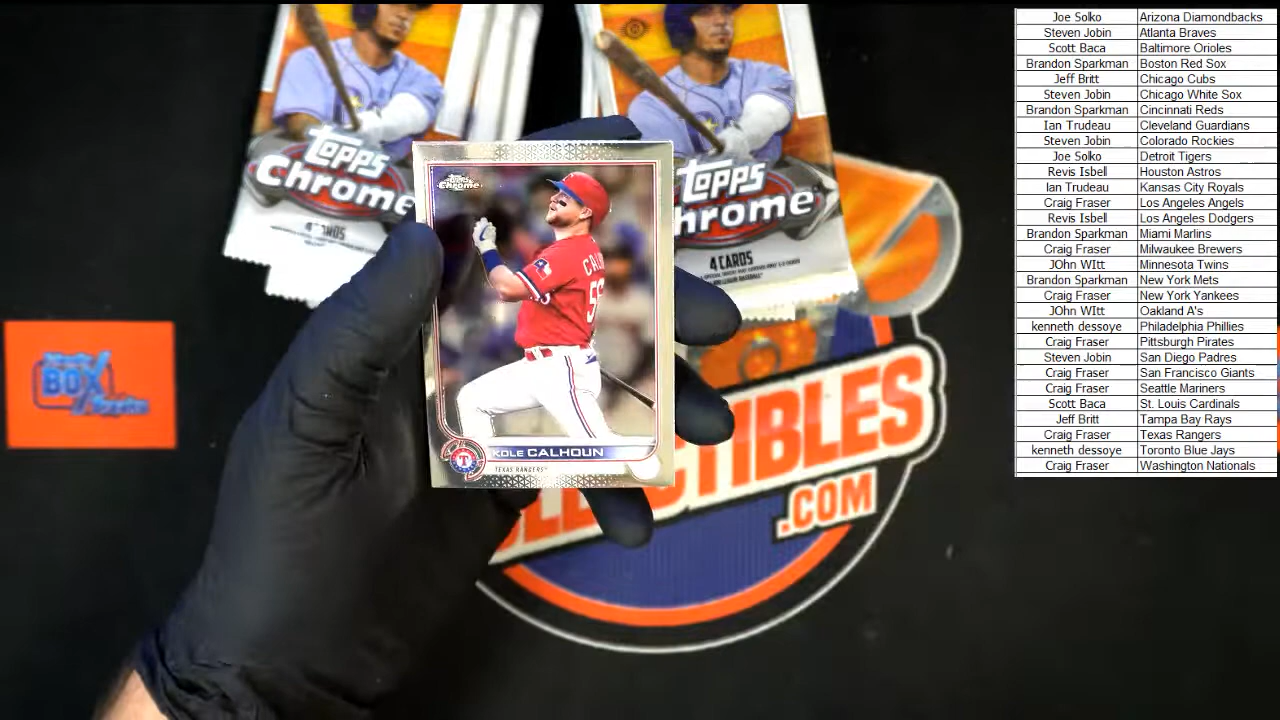 Topps
Chrome
Topps
Chrome
4 CARDS
Topps
Chrome
CAL
56
KOLE CALHOUN
TEXAS RANGERS
T
BOX
IBLES
.COM
Joe Solko Arizona Diamondbacks
Steven Jobin Atlanta Braves
Scott Baca Baltimore Orioles
Brandon Sparkman Boston Red Sox
Jeff Britt Chicago Cubs
Steven Jobin Chicago White Sox
Brandon Sparkman Cincinnati Reds
Ian Trudeau Cleveland Guardians
Steven Jobin Colorado Rockies
Joe Solko Detroit Tigers
Revis Isbell Houston Astros
Ian Trudeau Kansas City Royals
Craig Fraser Los Angeles Angels
Revis Isbell Los Angeles Dodgers
Brandon Sparkman Miami Marlins
Craig Fraser Milwaukee Brewers
JOhn WItt Minnesota Twins
Brandon Sparkman New York Mets
Craig Fraser New York Yankees
JOhn WItt Oakland A's
kenneth dessoye Philadelphia Phillies
Craig Fraser Pittsburgh Pirates
Steven Jobin San Diego Padres
Craig Fraser San Francisco Giants
Craig Fraser Seattle Mariners
Scott Baca St. Louis Cardinals
Jeff Britt Tampa Bay Rays
Craig Fraser Texas Rangers
kenneth dessoye Toronto Blue Jays
Craig Fraser Washington Nationals